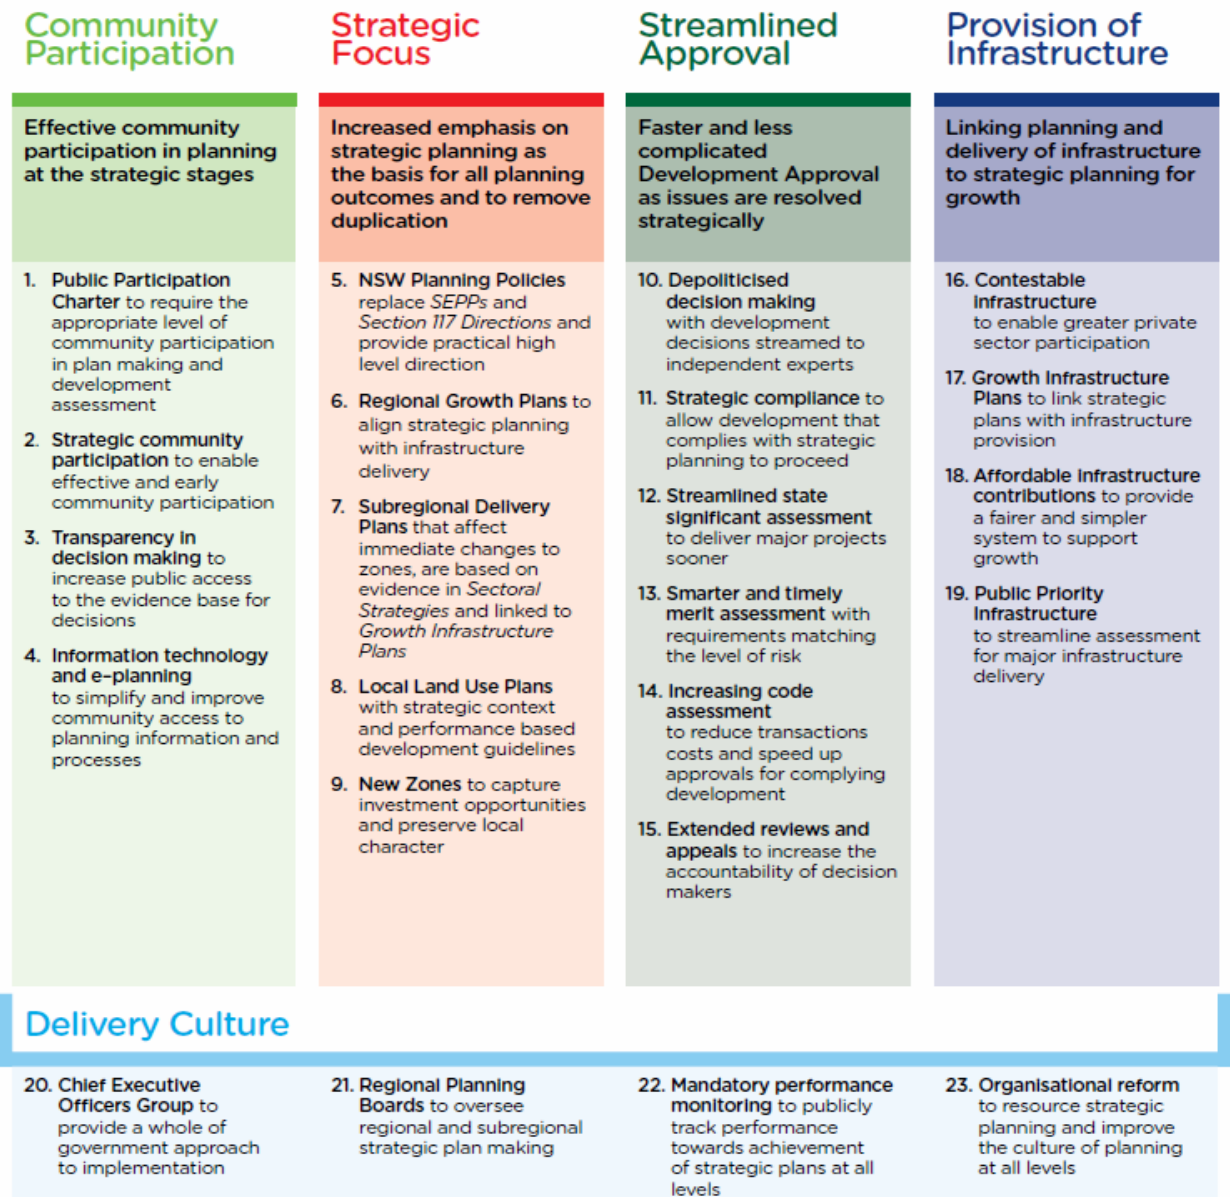 Community
Participation
Effective community
participation in planning
at the strategic stages
1. Public Participation
Charter to require the
appropriate level of
community participation
in plan making and
development
assessment
2. Strategic community
participation to enable
effective and early
community participation
3. Transparency in
decision making to
increase public access
to the evidence base for
decisions
4. Information technology
and e-planning
to simplify and improve
community access to
planning information and
processes
Strategic
Focus
Increased emphasis on
strategic planning as
the basis for all planning
outcomes and to remove
duplication
5. NSW Planning Policies
replace SEPPs and
Section 117 Directions and
provide practical high
level direction
6. Regional Growth Plans to
align strategic planning
with infrastructure
delivery
7. Subregional Delivery
Plans that affect
immediate changes to
zones, are based on
evidence in Sectoral
Strategies and linked to
Growth Infrastructure
Plans
8. Local Land Use Plans
with strategic context
and performance based
development guidelines
9. New Zones to capture
investment opportunities
and preserve local
character
Streamlined
Approval
Faster and less
complicated
Development Approval
as issues are resolved
strategically
10. Depoliticised
decision making
with development
decisions streamed to
independent experts
11. Strategic compliance to
allow development that
complies with strategic
planning to proceed
12. Streamlined state
significant assessment
to deliver major projects
sooner
13. Smarter and timely
merit assessment with
requirements matching
the level of risk
14. Increasing code
assessment
to reduce transactions
costs and speed up
approvals for complying
development
15. Extended reviews and
appeals to increase the
accountability of decision
makers
Provision of
Infrastructure
Linking planning and
delivery of infrastructure
to strategic planning for
growth
16. Contestable
infrastructure
to enable greater private
sector participation
17. Growth Infrastructure
Plans to link strategic
plans with infrastructure
provision
18. Affordable infrastructure
contributions to provide
a fairer and simpler
system to support
growth
19. Public Priority
Infrastructure
to streamline assessment
for major infrastructure
delivery
Delivery Culture
20. Chief Executive
Officers Group to
provide a whole of
government approach
to implementation
21. Regional Planning
Boards to oversee
regional and subregional
strategic plan making
22. Mandatory performance
monitoring to publicly
track performance
towards achievement
of strategic plans at all
levels
23. Organisational reform
to resource strategic
planning and improve
the culture of planning
at all levels